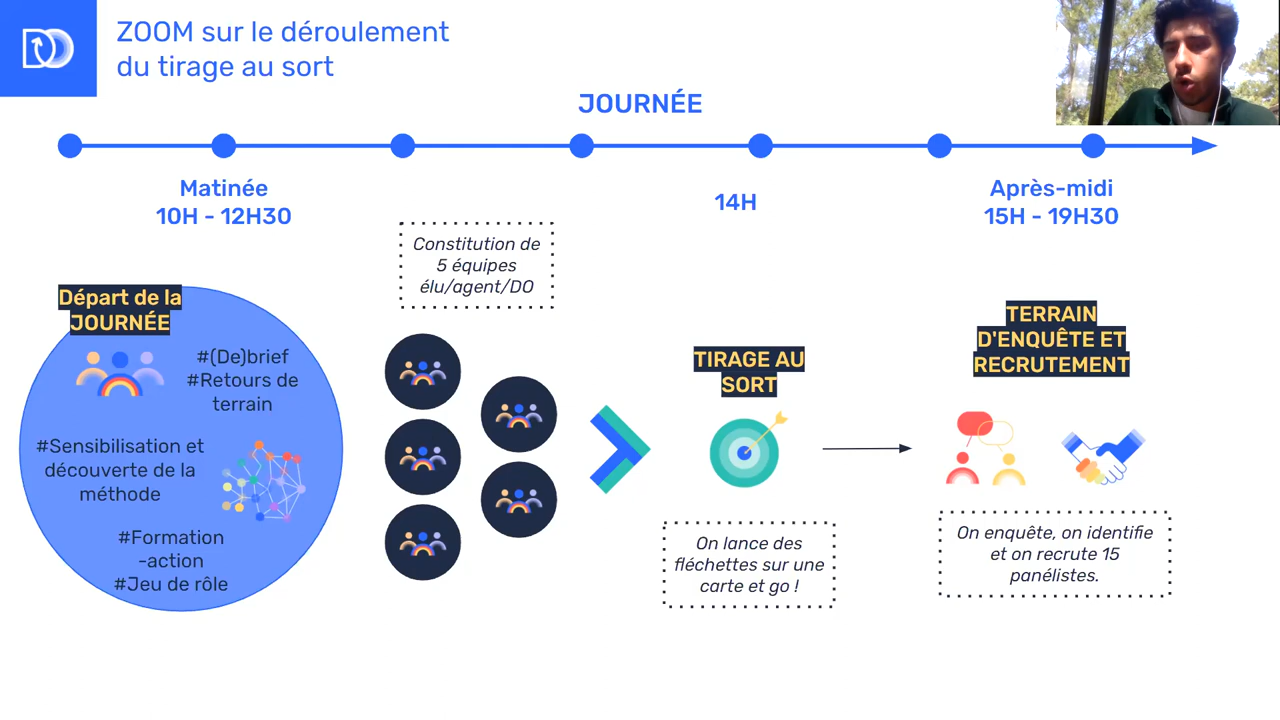 ZOOM sur le déroulement
du tirage au sort
JOURNÉE
Matinée
10H - 12H30
14H
Après-midi
15H - 19H30
Constitution de
5 équipes
élu/agent/DO
Départ de la
JOURNÉE
#(De)brief
#Retours de
terrain
#Sensibilisation et
découverte de la
méthode
#Formation
-action
#Jeu de rôle
TIRAGE AU
SORT
On lance des
fléchettes sur une
carte et go !
TERRAIN
D'ENQUÊTE ET
RECRUTEMENT
On enquête, on identifie
et on recrute 15
panélistes.